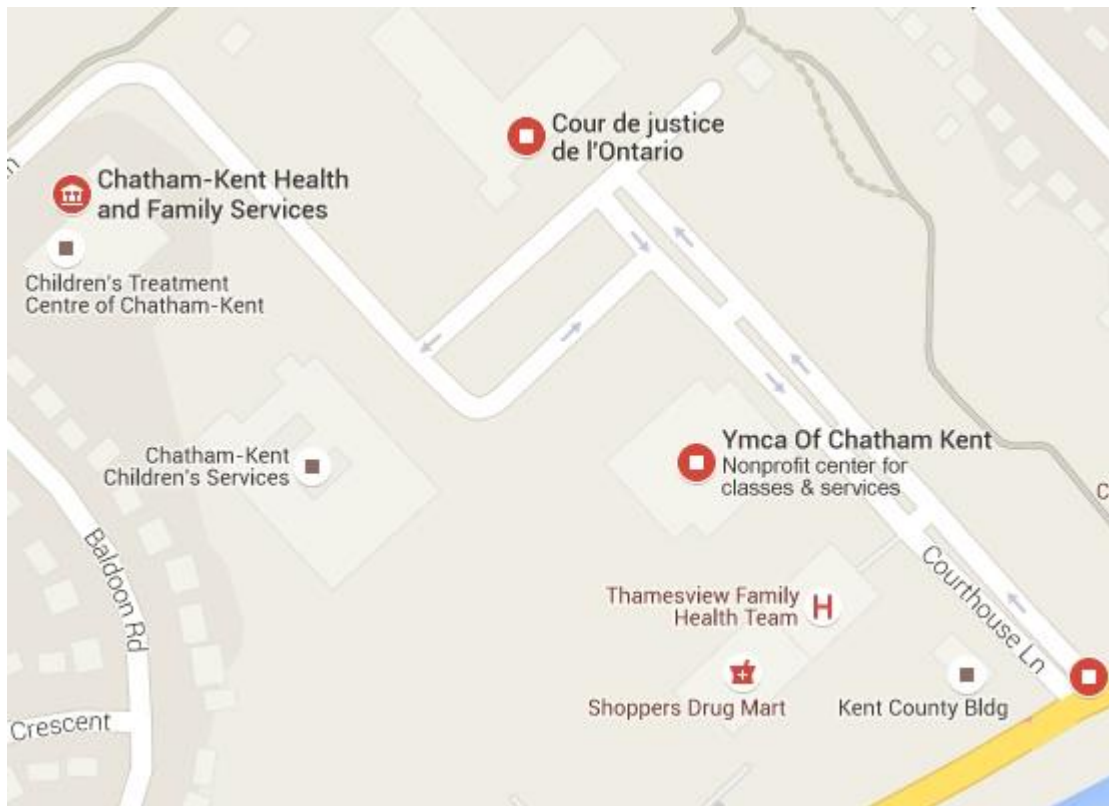 Cour de justice
de l'Ontario
Chatham-Kent Health
and Family Services
Children's Treatment
Centre of Chatham-Kent
Chatham-Kent
Children's Services
Ymca Of Chatham Kent
Nonprofit center for
classes & services
Baldoon Rd
Thamesview Family
Health Team
H
Courthouse Ln
Shoppers Drug Mart
Kent County Bldg
Crescent